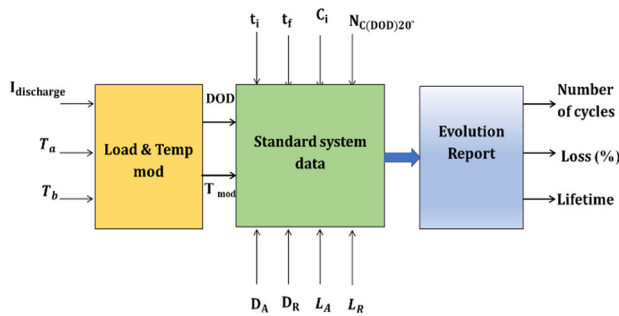 t_i t_f C_i N_C(DOD)20°
I_discharge
T_a
T_b
Load & Temp
mod
DOD
T_mod
Standard system
data
Evolution
Report
Number
of cycles
Loss (%)
Lifetime
D_A D_R L_A L_R